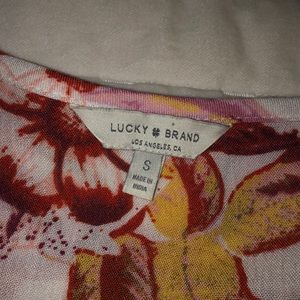 LUCKY BRAND
LOS ANGELES, CA
S
MADE IN
INDIA